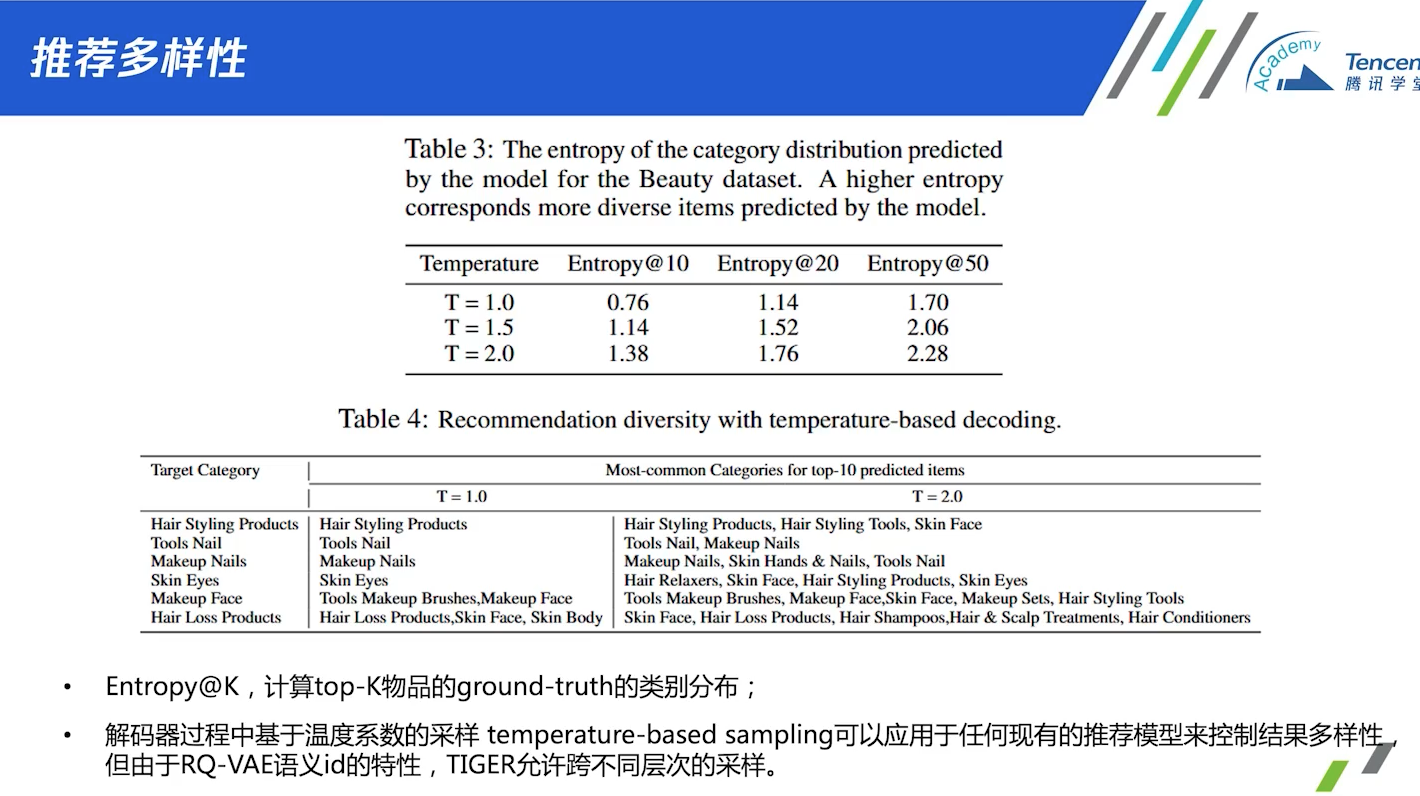 推荐多样性
Academy
Tencen
腾讯学堂
Table 3: The entropy of the category distribution predicted
by the model for the Beauty dataset. A higher entropy
corresponds more diverse items predicted by the model.
Temperature Entropy@10 Entropy@20 Entropy@50
T = 1.0 0.76 1.14 1.70
T = 1.5 1.14 1.52 2.06
T = 2.0 1.38 1.76 2.28
Table 4: Recommendation diversity with temperature-based decoding.
Target Category Most-common Categories for top-10 predicted items
T = 1.0 T = 2.0
Hair Styling Products Hair Styling Products Hair Styling Products, Hair Styling Tools, Skin Face
Tools Nail Tools Nail Tools Nail, Makeup Nails
Makeup Nails Makeup Nails Makeup Nails, Skin Hands & Nails, Tools Nail
Skin Eyes Skin Eyes Hair Relaxers, Skin Face, Hair Styling Products, Skin Eyes
Makeup Face Tools Makeup Brushes,Makeup Face Tools Makeup Brushes, Makeup Face,Skin Face, Makeup Sets, Hair Styling Tools
Hair Loss Products Hair Loss Products,Skin Face, Skin Body Skin Face, Hair Loss Products, Hair Shampoos,Hair & Scalp Treatments, Hair Conditioners
• Entropy@K，计算top-K物品的ground-truth的类别分布；
• 解码器过程中基于温度系数的采样 temperature-based sampling可以应用于任何现有的推荐模型来控制结果多样性，
但由于RQ-VAE语义id的特性，TIGER允许跨不同层次的采样。